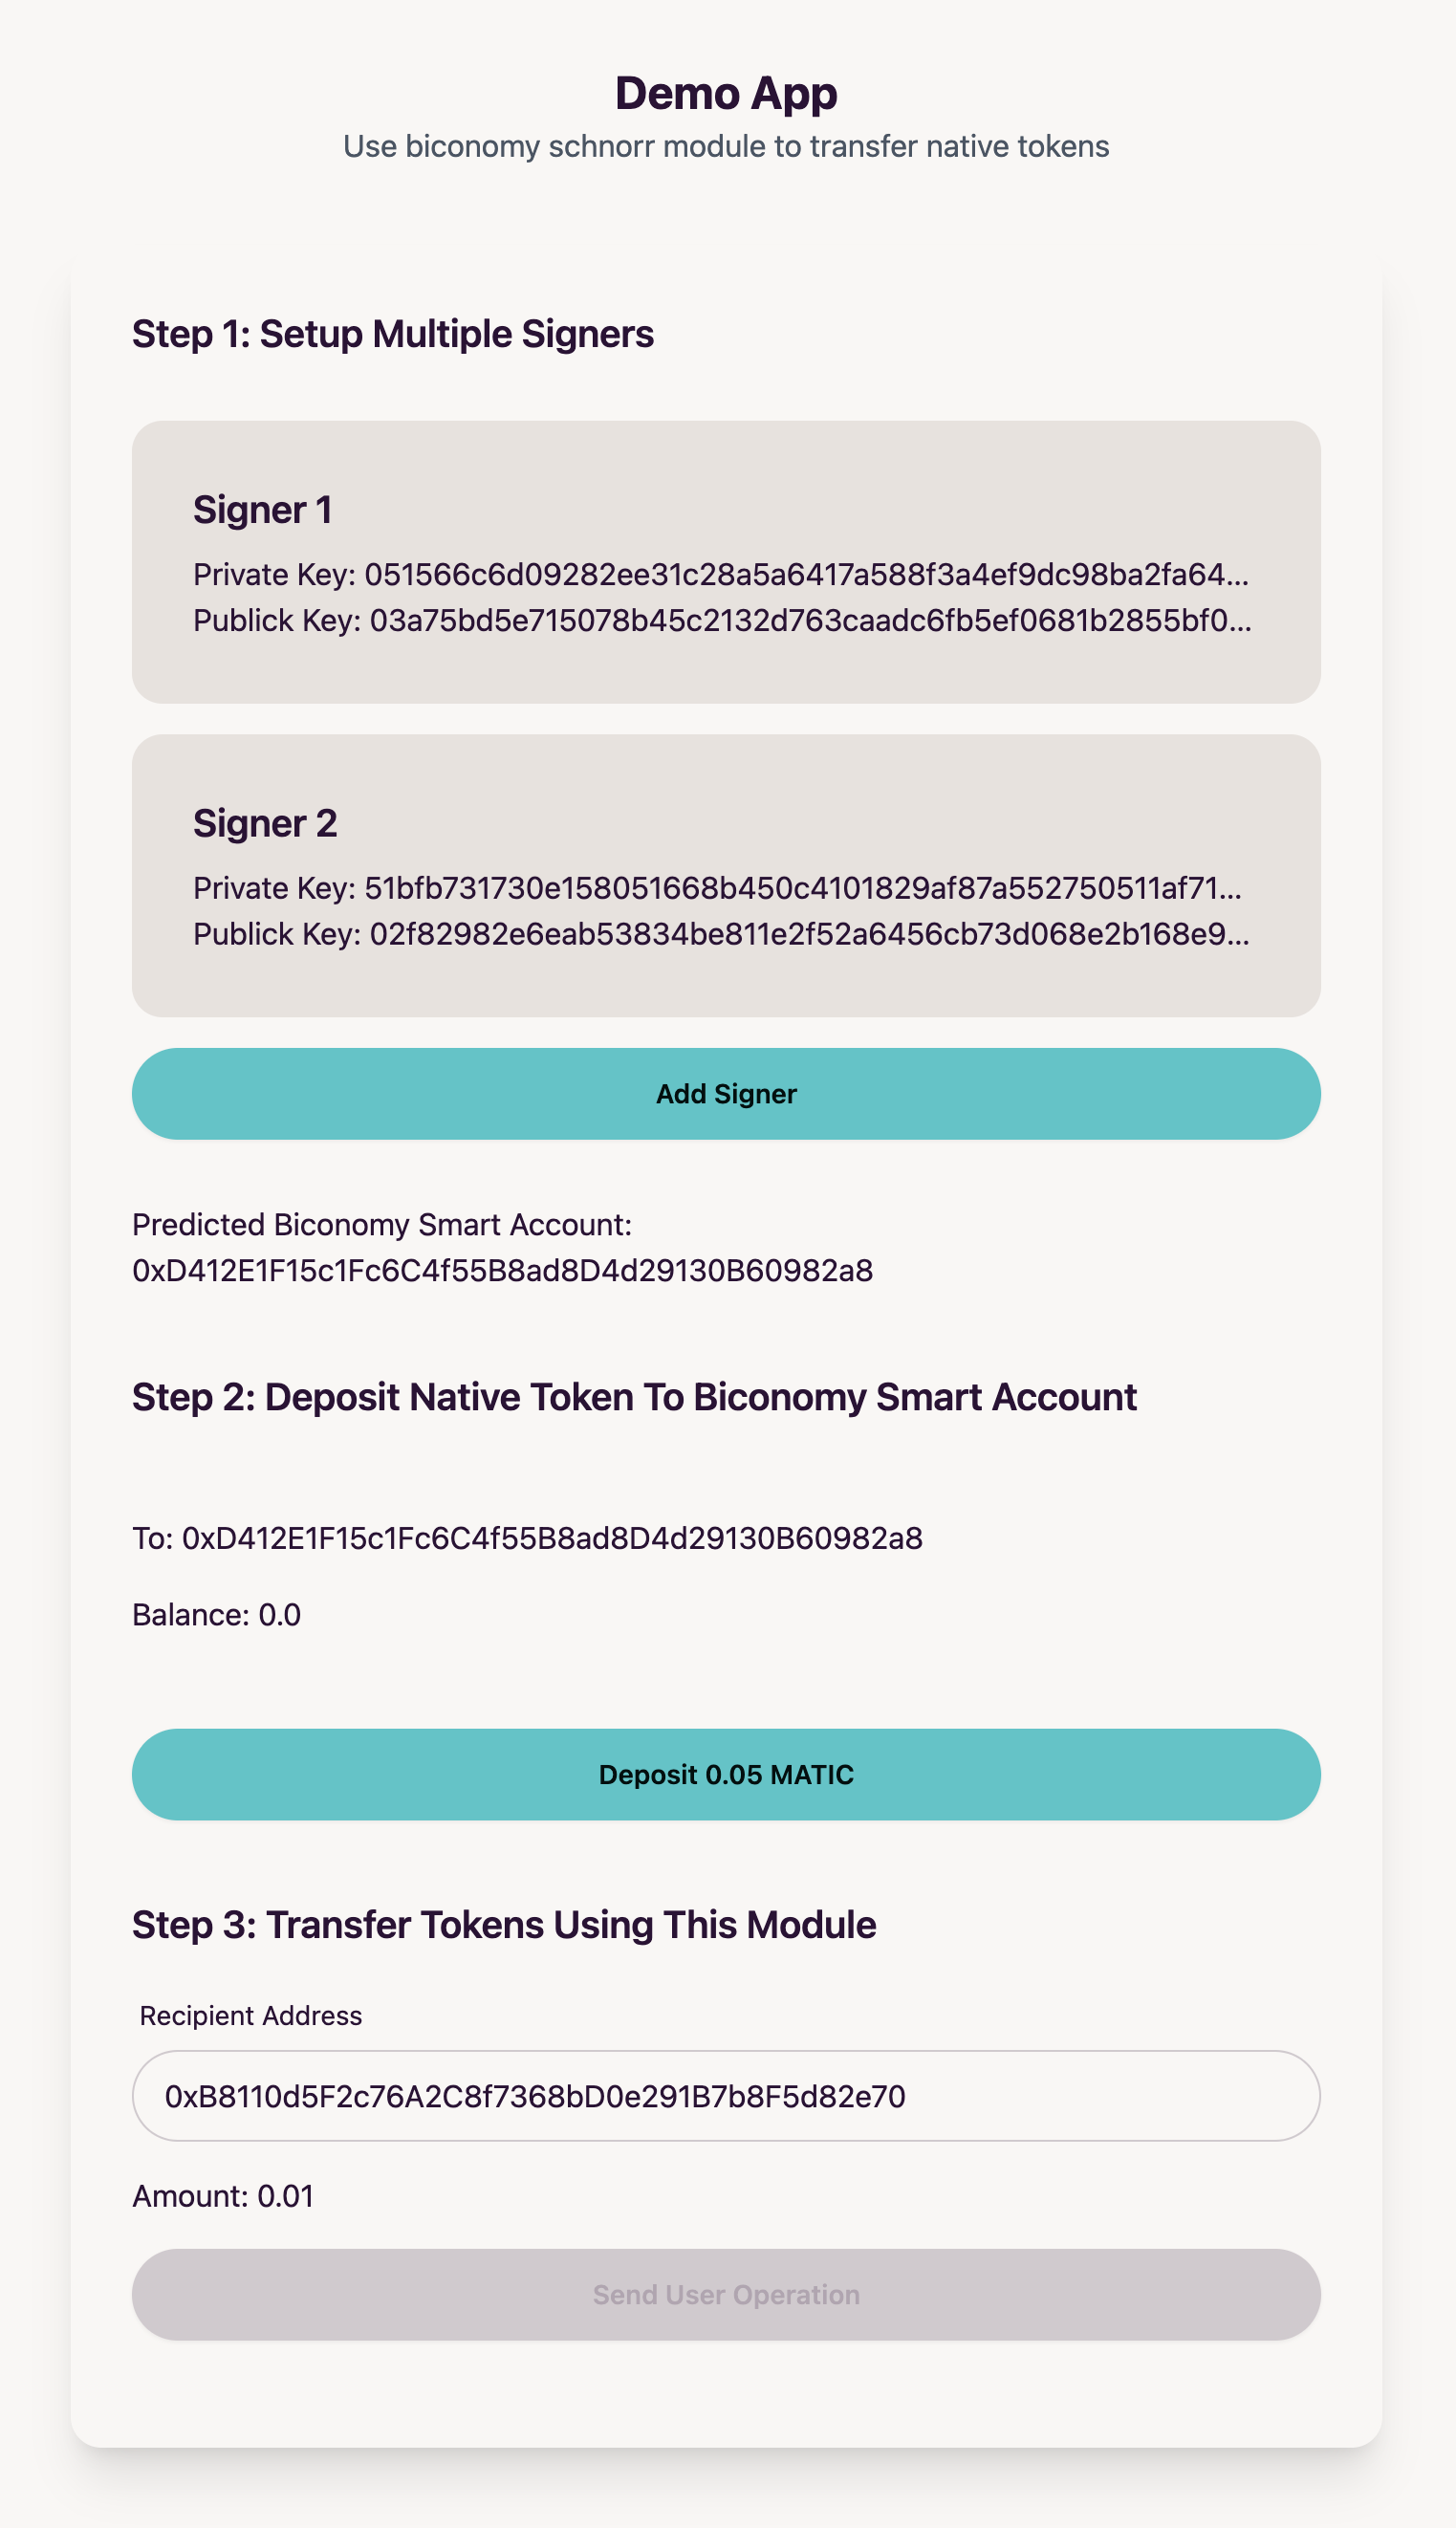 Demo App
Use biconomy schnorr module to transfer native tokens
Step 1: Setup Multiple Signers
Signer 1
Private Key: 051566c6d09282ee31c28a5a6417a588f3a4ef9dc98ba2fa64...
Publick Key: 03a75bd5e715078b45c2132d763caadc6fb5ef0681b2855bf0...
Signer 2
Private Key: 51bfb731730e158051668b450c4101829af87a552750511af71...
Publick Key: 02f82982e6eab53834be811e2f52a6456cb73d068e2b168e9...
Add Signer
Predicted Biconomy Smart Account:
0xD412E1F15c1Fc6C4f55B8ad8D4d29130B60982a8
Step 2: Deposit Native Token To Biconomy Smart Account
To: 0xD412E1F15c1Fc6C4f55B8ad8D4d29130B60982a8
Balance: 0.0
Deposit 0.05 MATIC
Step 3: Transfer Tokens Using This Module
Recipient Address
0xB8110d5F2c76A2C8f7368bD0e291B7b8F5d82e70
Amount: 0.01
Send User Operation